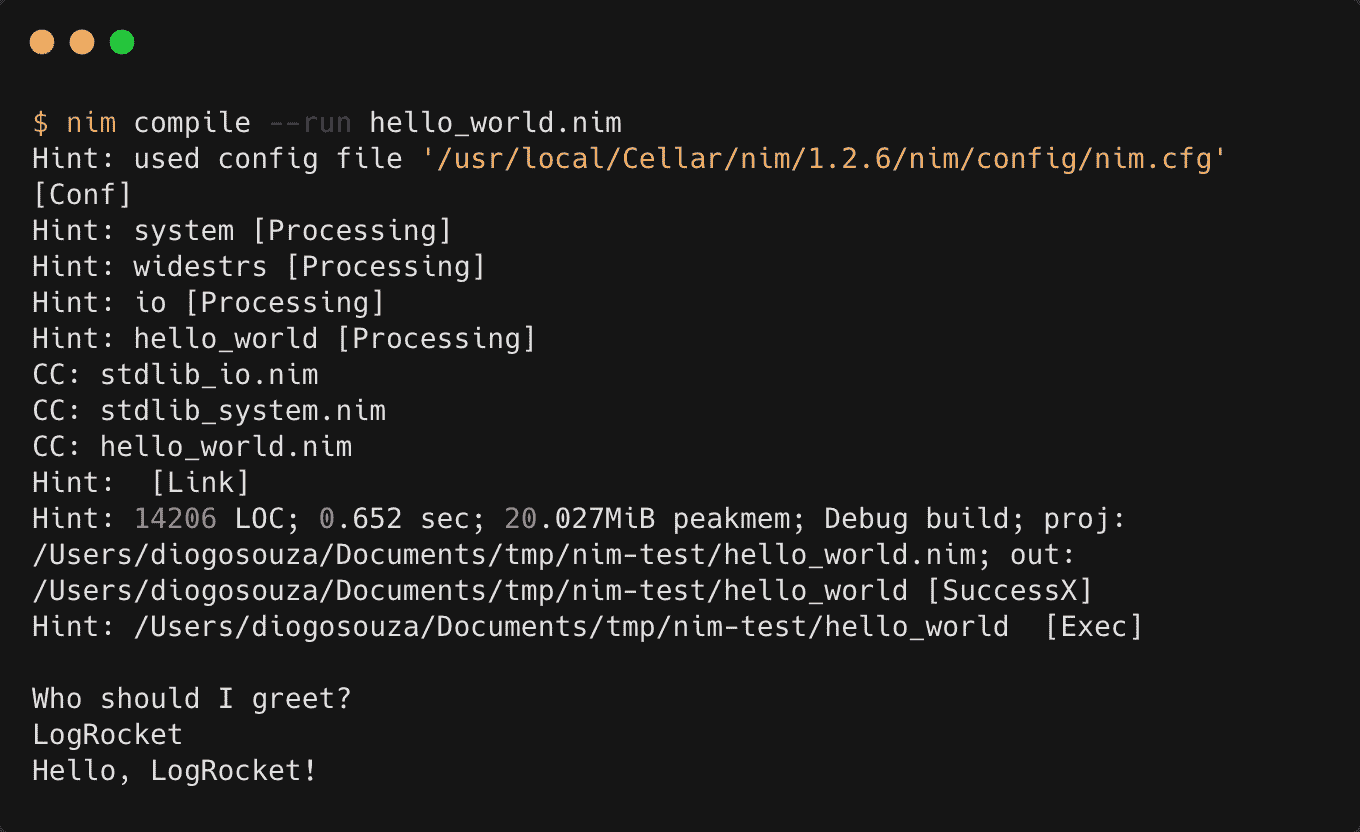 $ nim compile --run hello_world.nim
Hint: used config file '/usr/local/Cellar/nim/1.2.6/nim/config/nim.cfg'
[Conf]
Hint: system [Processing]
Hint: widestrs [Processing]
Hint: io [Processing]
Hint: hello_world [Processing]
CC: stdlib_io.nim
CC: stdlib_system.nim
CC: hello_world.nim
Hint:  [Link]
Hint: 14206 LOC; 0.652 sec; 20.027MiB peakmem; Debug build; proj:
/Users/diogosouza/Documents/tmp/nim-test/hello_world.nim; out:
/Users/diogosouza/Documents/tmp/nim-test/hello_world [SuccessX]
Hint: /Users/diogosouza/Documents/tmp/nim-test/hello_world  [Exec]

Who should I greet?
LogRocket
Hello, LogRocket!